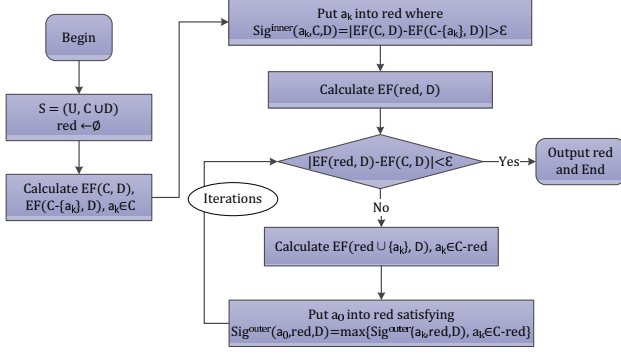 Begin
S = (U, C ∪D)
red ←Ø
Calculate EF(C, D),
EF(C-{aₖ}, D), aₖ∈C
Put aₖ into red where
Sigⁱⁿⁿᵉʳ(aₖ,C,D)=|EF(C, D)-EF(C-{aₖ}, D)|>ε
Calculate EF(red, D)
|EF(red, D)-EF(C, D)|<ε
Yes
Output red
and End
Iterations
No
Calculate EF(red ∪{aₖ}, D), aₖ∈C-red
Put a₀ into red satisfying
Sigᵒᵘᵗᵉʳ(a₀,red,D)=max{Sigᵒᵘᵗᵉʳ(aₖ,red,D), aₖ∈C-red}